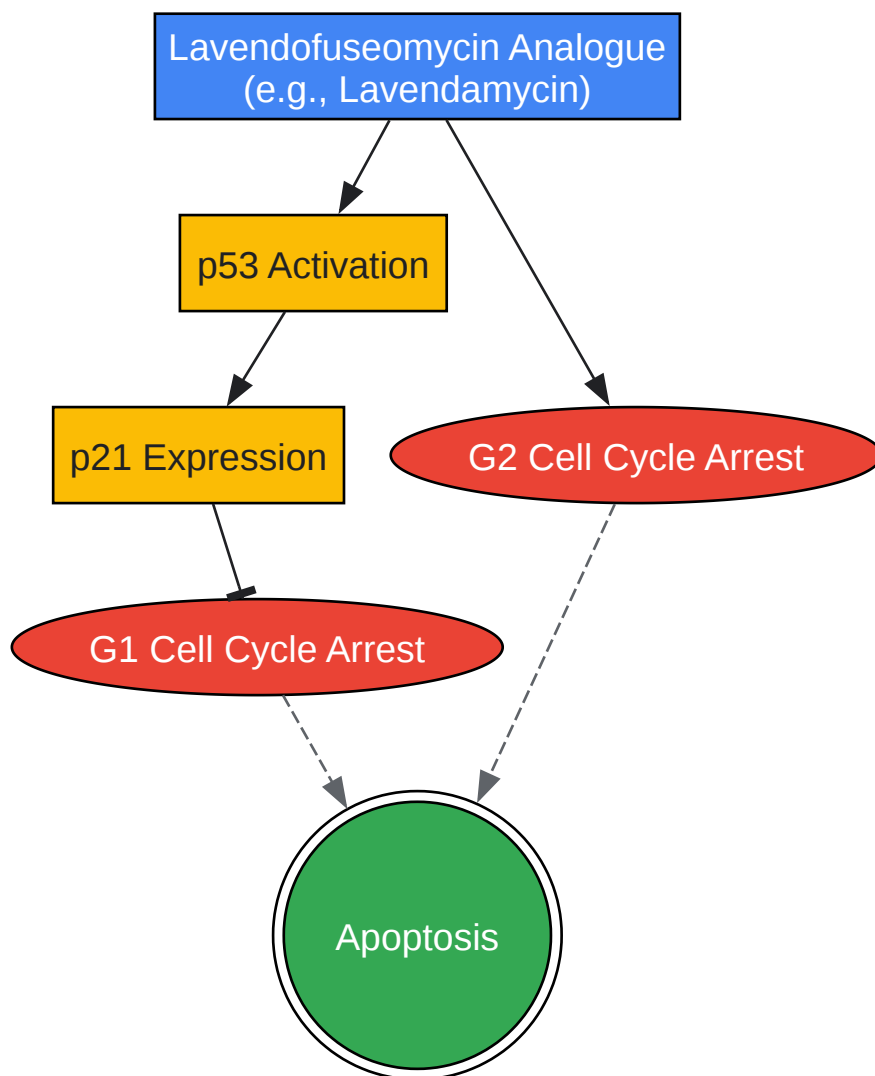 Lavendofuseomycin Analogue
(e.g., Lavendamycin)
p53 Activation
p21 Expression
G2 Cell Cycle Arrest
G1 Cell Cycle Arrest
Apoptosis